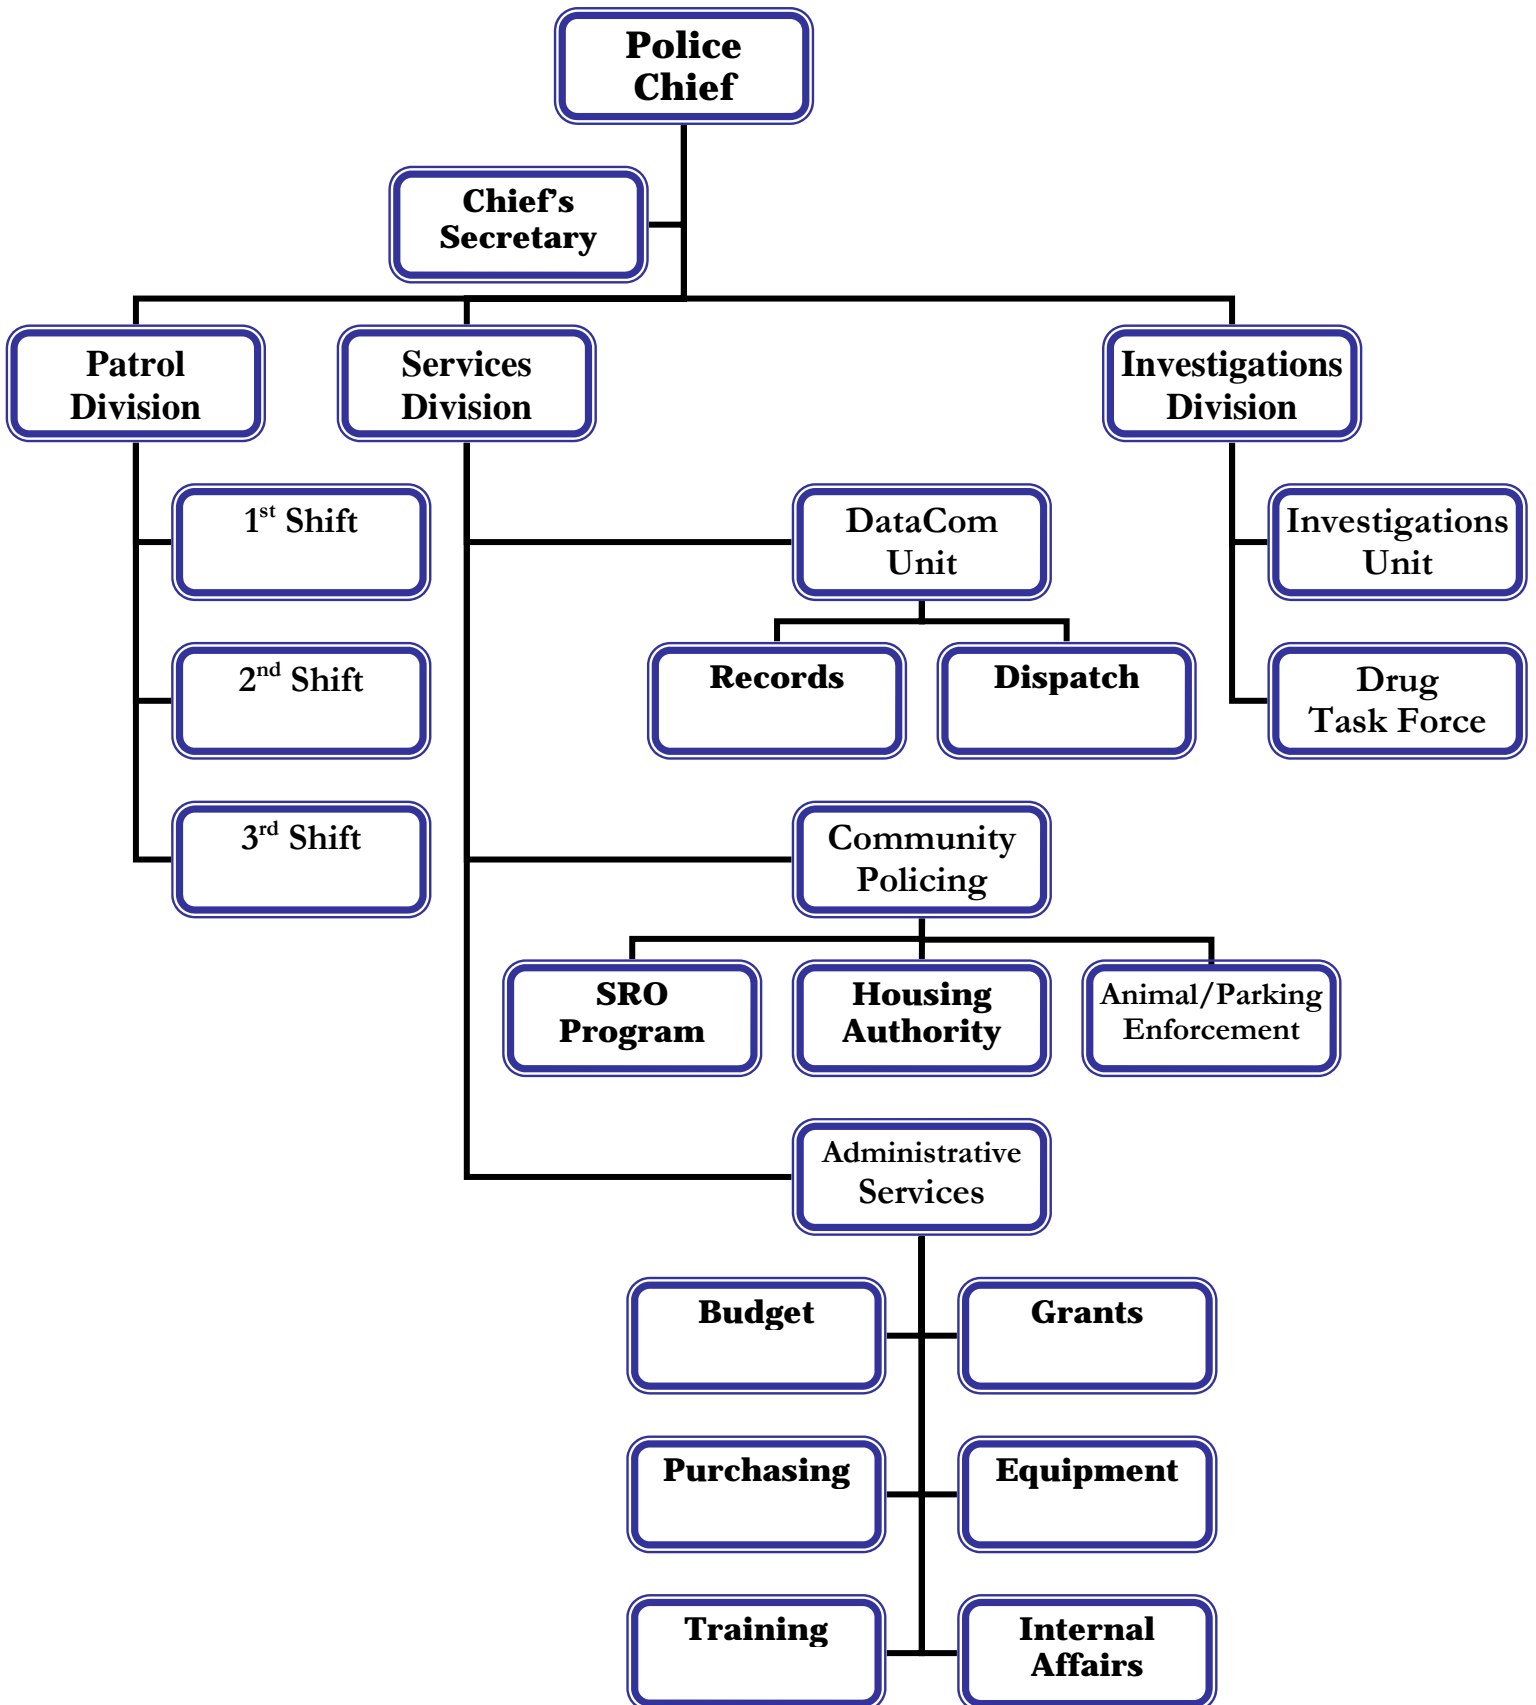 Police
Chief
Chief’s
Secretary
Patrol
Division
Services
Division
Investigations
Division
1st Shift
DataCom
Unit
Investigations
Unit
2nd Shift
Records
Dispatch
Drug
Task Force
3rd Shift
Community
Policing
SRO
Program
Housing
Authority
Animal/Parking
Enforcement
Administrative
Services
Budget
Grants
Purchasing
Equipment
Training
Internal
Affairs